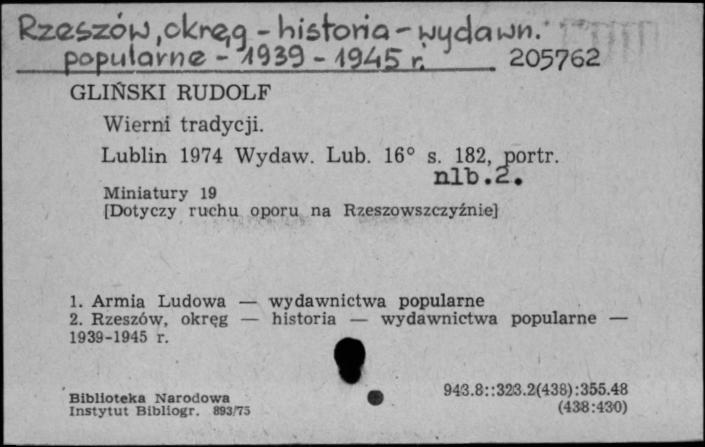 Rzeszów, okręg - historia - wydawn.
popularne - 1939 - 1945 r. 205762
GLIŃSKI RUDOLF
Wierni tradycji.
Lublin 1974 Wydaw. Lub. 16° s. 182, portr.
nlb.2.
Miniatury 19
[Dotyczy ruchu oporu na Rzeszowszczyźnie]
1. Armia Ludowa — wydawnictwa popularne
2. Rzeszów, okręg — historia — wydawnictwa popularne —
1939-1945 r.
Biblioteka Narodowa
Instytut Bibliogr. 893/75
943.8::323.2(438):355.48
(438:430)